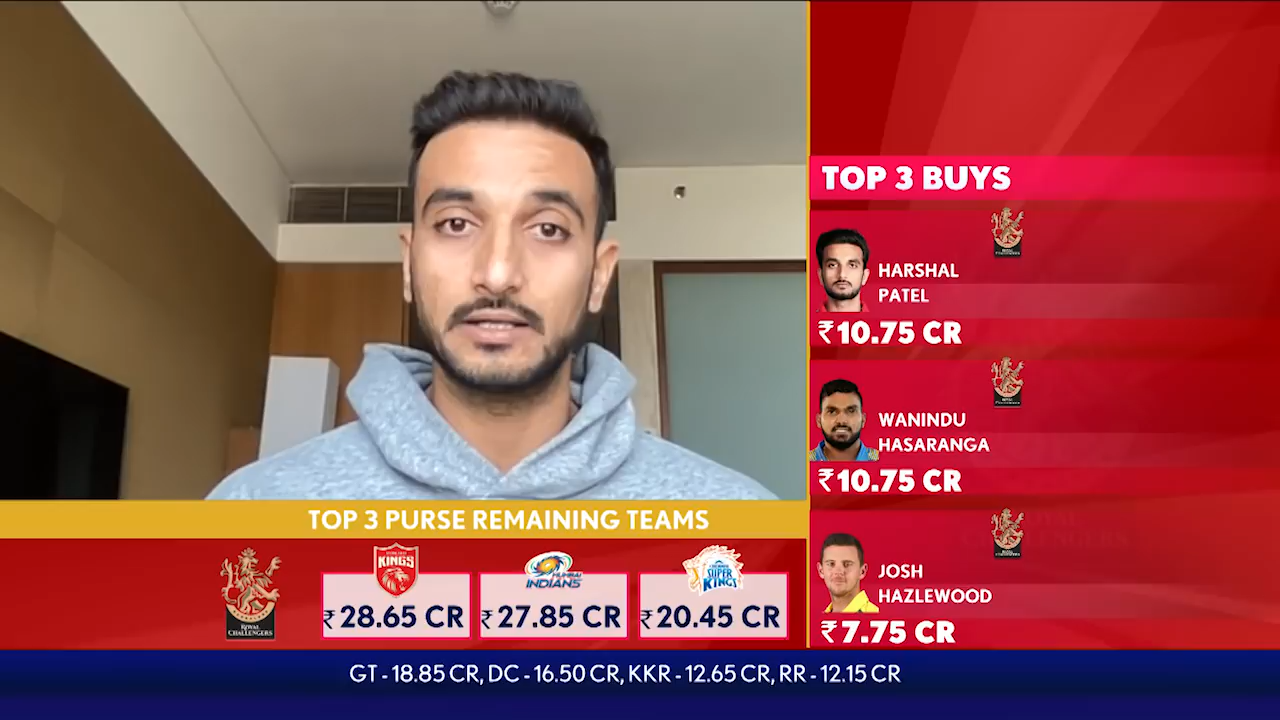 TOP 3 BUYS
HARSHAL
PATEL
₹10.75 CR
WANINDU
HASARANGA
₹10.75 CR
JOSH
HAZLEWOOD
₹7.75 CR
TOP 3 PURSE REMAINING TEAMS
ROYAL
CHALLENGERS
KINGS
₹28.65 CR
MUMBAI
INDIANS
₹27.85 CR
SUPER
KINGS
₹20.45 CR
GT - 18.85 CR, DC - 16.50 CR, KKR - 12.65 CR, RR - 12.15 CR